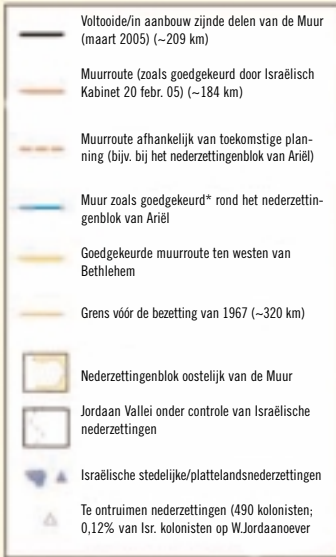 Voltooide/in aanbouw zijnde delen van de Muur
(maart 2005) (~209 km)
Muurroute (zoals goedgekeurd door Israëlisch
Kabinet 20 febr. 05) (~184 km)
Muurroute afhankelijk van toekomstige plan-
ning (bijv. bij het nederzettingenblok van Ariël)
Muur zoals goedgekeurd* rond het nederzettin-
genblok van Ariël
Goedgekeurde muurroute ten westen van
Bethlehem
Grens vóór de bezetting van 1967 (~320 km)
Nederzettingenblok oostelijk van de Muur
Jordaan Vallei onder controle van Israëlische
nederzettingen
Israëlische stedelijke/plattelandsnederzettingen
Te ontruimen nederzettingen (490 kolonisten;
0,12% van Isr. kolonisten op W.Jordaanoever